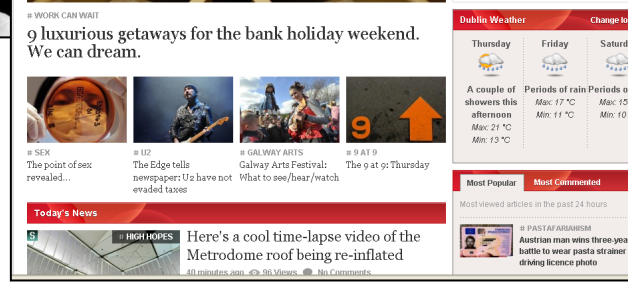 # WORK CAN WAIT
9 luxurious getaways for the bank holiday weekend.
We can dream.
# SEX
The point of sex
revealed...
# U2
The Edge tells
newspaper: U2 have not
evaded taxes
# GALWAY ARTS
Galway Arts Festival:
What to see/hear/watch
9
# 9 AT 9
The 9 at 9: Thursday
Today's News
S
# HIGH HOPES
Here's a cool time-lapse video of the
Metrodome roof being re-inflated
40 minutes ago 96 Views No Comments
Dublin Weather
Change lo
Thursday
A couple of
showers this
afternoon
Max: 21 °C
Min: 13 °C
Friday
Periods of rain
Max: 17 °C
Min: 11 °C
Saturd
Periods o
Max: 15
Min: 10
Most Popular
Most Commented
Most viewed articles in the past 24 hours
# PASTAFARIANISM
Austrian man wins three-yea
battle to wear pasta strainer
driving licence photo